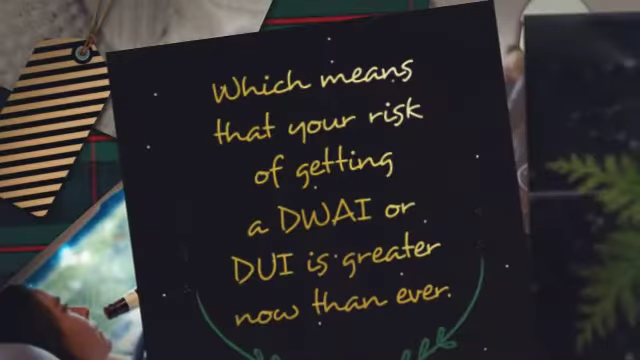 Which means
that your risk
of getting
a DWAI or
DUI is greater
now than ever.